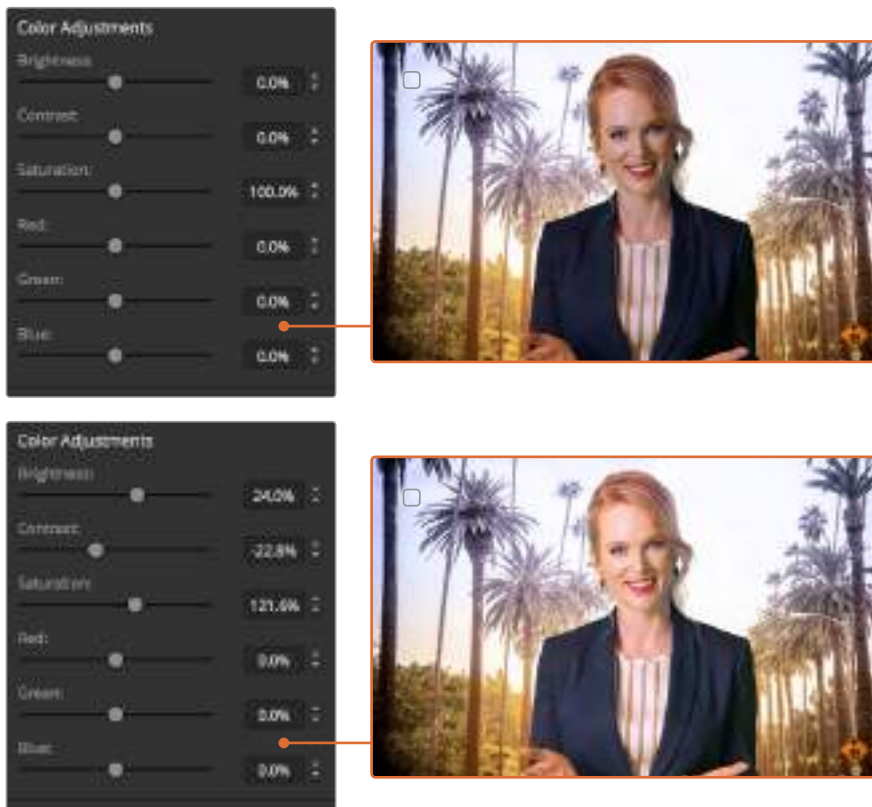 Color Adjustments
Brightness:
0.0%
Contrast:
0.0%
Saturation:
100.0%
Red:
0.0%
Green:
0.0%
Blue:
0.0%
Color Adjustments
Brightness:
24.0%
Contrast:
-22.8%
Saturation:
121.6%
Red:
0.0%
Green:
0.0%
Blue:
0.0%